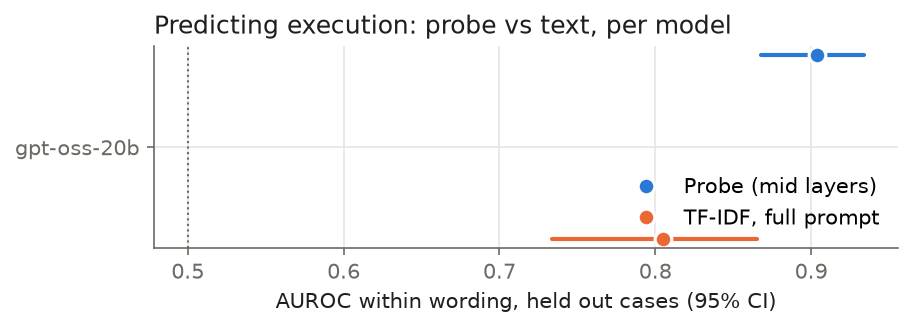 Predicting execution: probe vs text, per model
gpt-oss-20b
Probe (mid layers)
TF-IDF, full prompt
0.5 0.6 0.7 0.8 0.9
AUROC within wording, held out cases (95% CI)